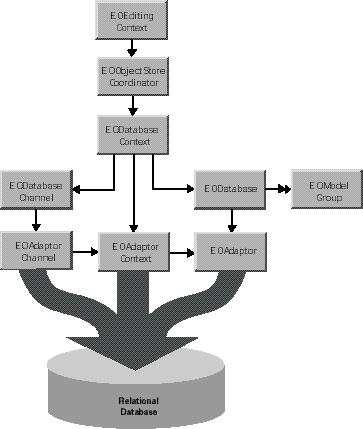 EOEditing
Context
EOObjectStore
Coordinator
EODatabase
Context
EODatabase
Channel
EODatabase
EOModel
Group
EOAdaptor
Channel
EOAdaptor
Context
EOAdaptor
Relational
Database